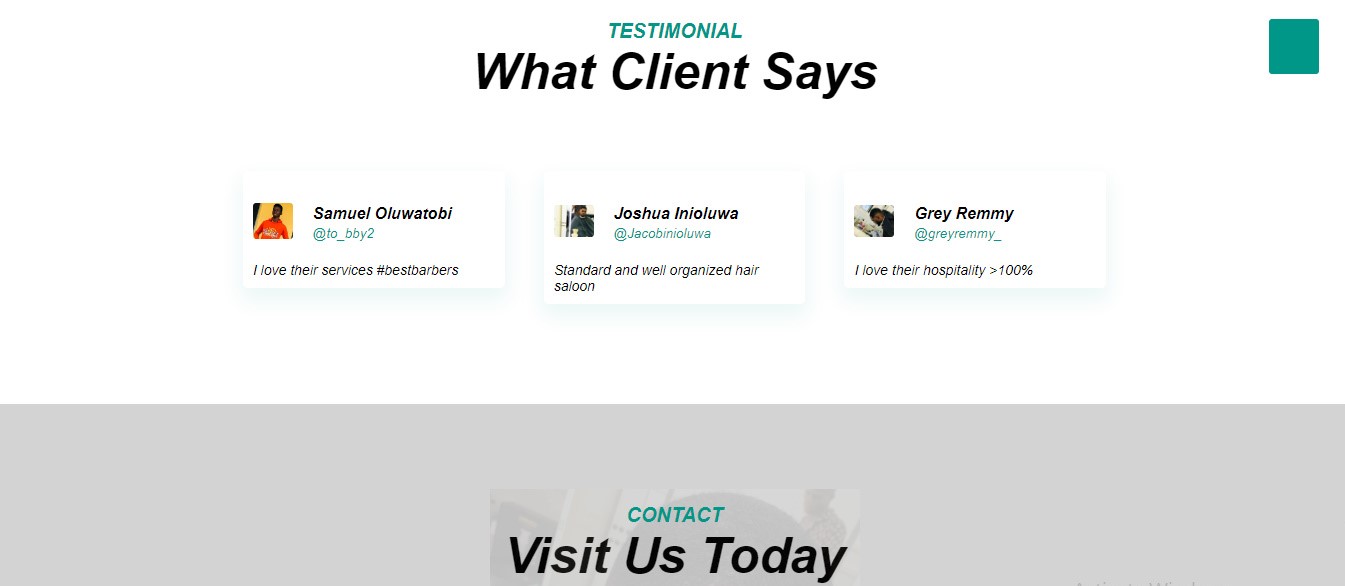 TESTIMONIAL
What Client Says
Samuel Oluwatobi
@to_bby2
I love their services #bestbarbers
Joshua Inioluwa
@Jacobinioluwa
Standard and well organized hair
saloon
Grey Remmy
@greyremmy_
I love their hospitality >100%
CONTACT
Visit Us Today